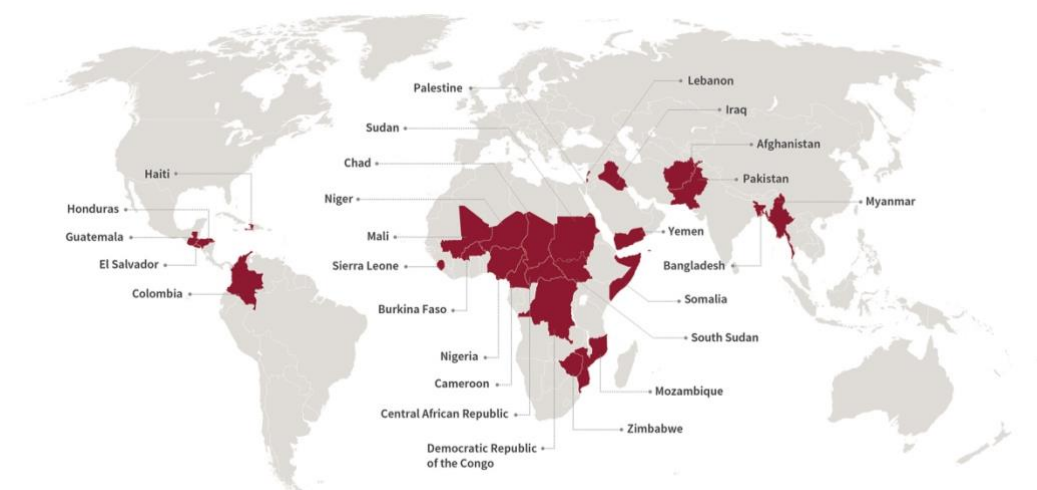 Palestine
Lebanon
Iraq
Sudan
Afghanistan
Chad
Haiti
Pakistan
Niger
Myanmar
Honduras
Mali
Yemen
Guatemala
El Salvador
Sierra Leone
Bangladesh
Colombia
Somalia
Burkina Faso
South Sudan
Nigeria
Cameroon
Mozambique
Central African Republic
Zimbabwe
Democratic Republic
of the Congo